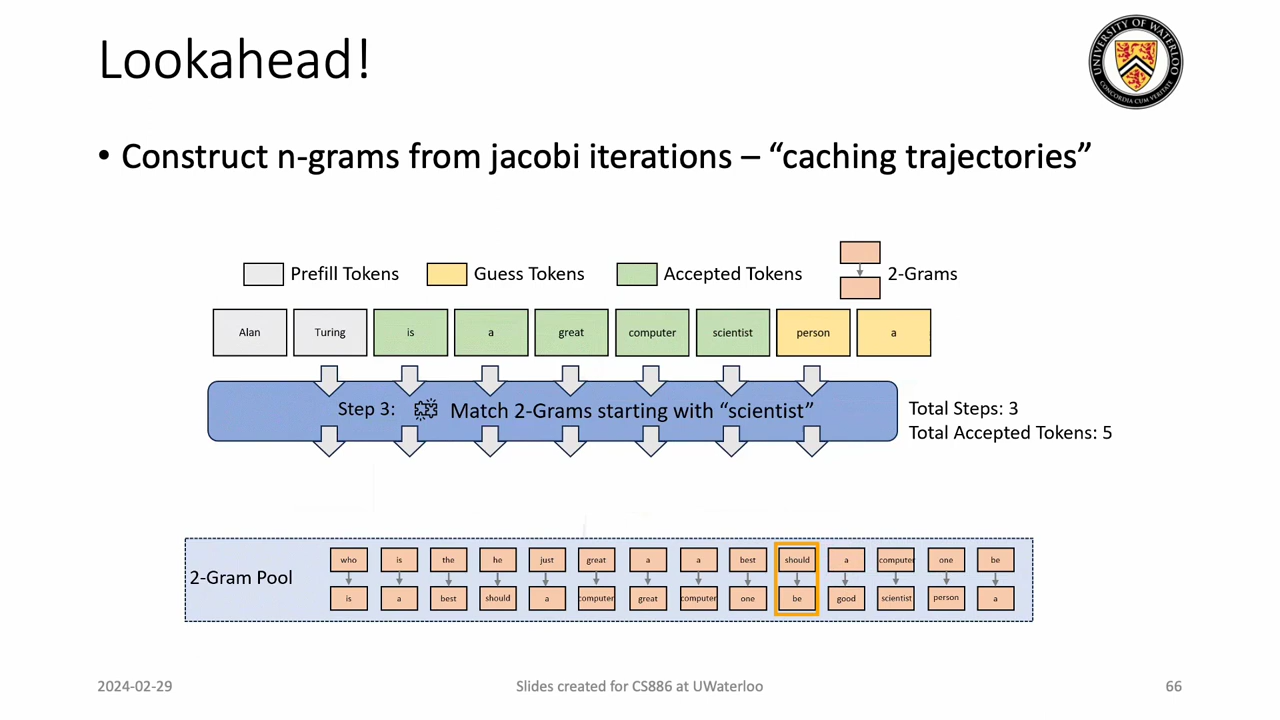 Lookahead!
UNIVERSITY OF WATERLOO
CONCORDIA CUM VERITATE
• Construct n-grams from jacobi iterations – “caching trajectories”
Prefill Tokens
Guess Tokens
Accepted Tokens
2-Grams
Alan Turing is a great computer scientist person a
Step 3: Match 2-Grams starting with “scientist”
Total Steps: 3
Total Accepted Tokens: 5
2-Gram Pool
who is the he just great a a best should a computer one be
is a best should a computer great computer one be good scientist person a
2024-02-29
Slides created for CS886 at UWaterloo
66